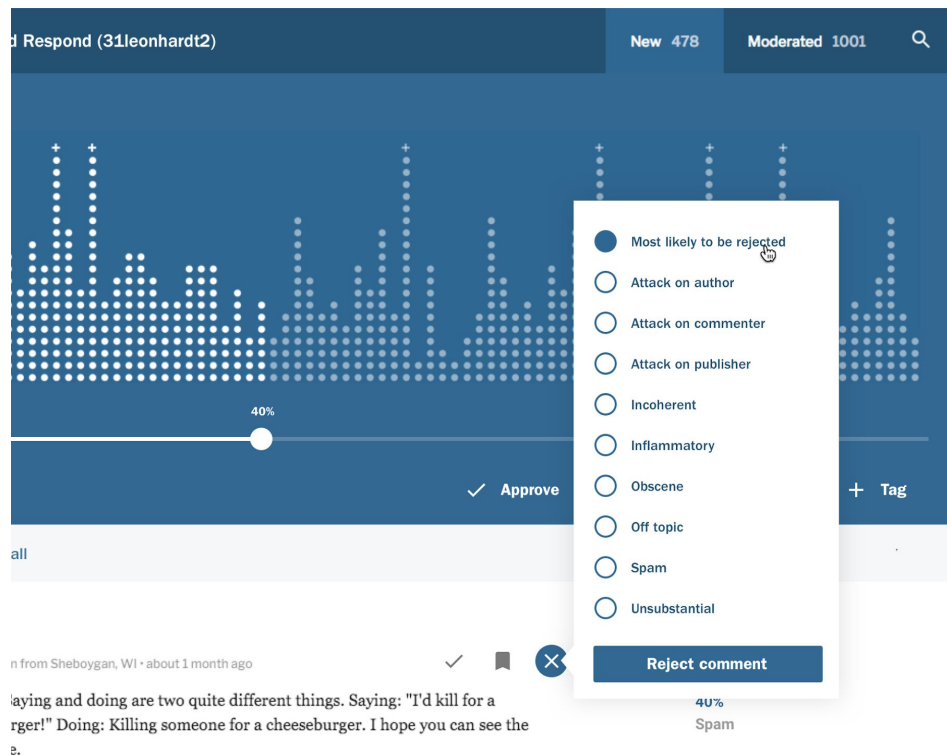 d Respond (31leonhardt2)
New 478
Moderated 1001
Most likely to be rejected
Attack on author
Attack on commenter
Attack on publisher
Incoherent
Inflammatory
Obscene
Off topic
Spam
Unsubstantial
Reject comment
40%
Approve
Tag
all
n from Sheboygan, WI • about 1 month ago
Saying and doing are two quite different things. Saying: "I'd kill for a
rger!" Doing: Killing someone for a cheeseburger. I hope you can see the
e.
40%
Spam